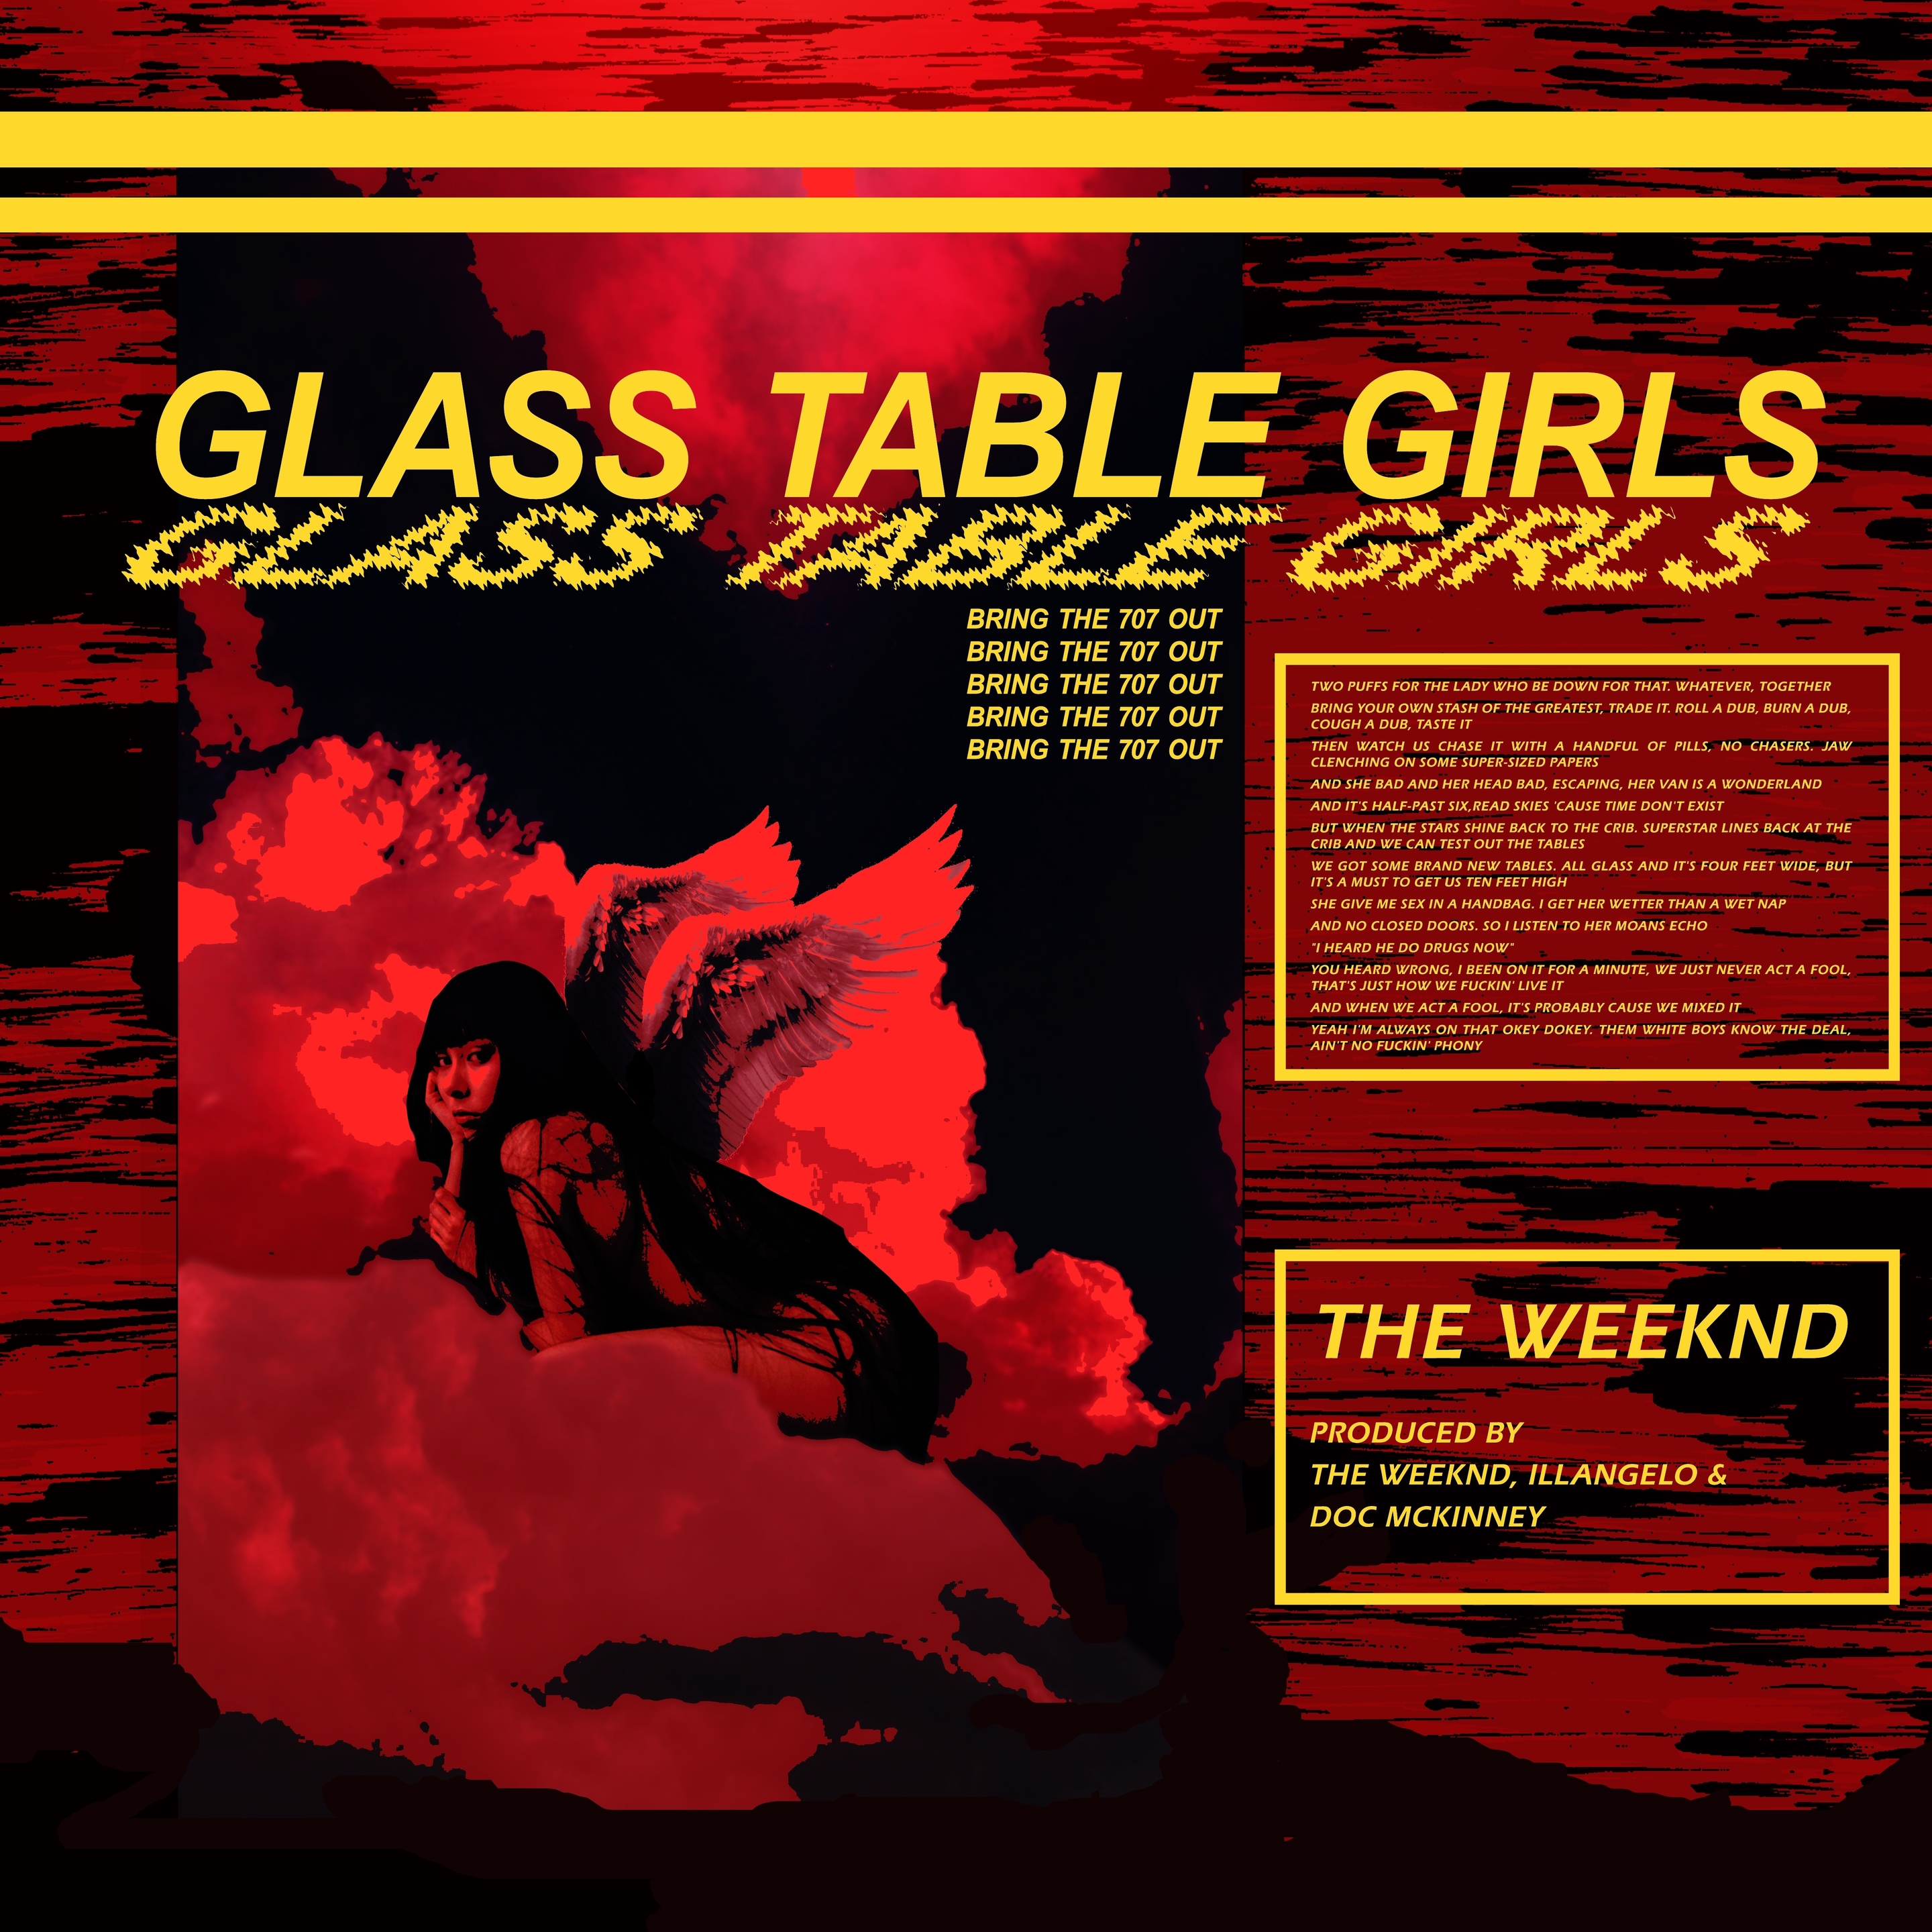 GLASS TABLE GIRLS
GLASS TABLE GIRLS
BRING THE 707 OUT
BRING THE 707 OUT
BRING THE 707 OUT
BRING THE 707 OUT
BRING THE 707 OUT
TWO PUFFS FOR THE LADY WHO BE DOWN FOR THAT. WHATEVER, TOGETHER
BRING YOUR OWN STASH OF THE GREATEST, TRADE IT. ROLL A DUB, BURN A DUB,
COUGH A DUB, TASTE IT
THEN WATCH US CHASE IT WITH A HANDFUL OF PILLS, NO CHASERS. JAW
CLENCHING ON SOME SUPER-SIZED PAPERS
AND SHE BAD AND HER HEAD BAD, ESCAPING, HER VAN IS A WONDERLAND
AND IT'S HALF-PAST SIX,READ SKIES 'CAUSE TIME DON'T EXIST
BUT WHEN THE STARS SHINE BACK TO THE CRIB. SUPERSTAR LINES BACK AT THE
CRIB AND WE CAN TEST OUT THE TABLES
WE GOT SOME BRAND NEW TABLES. ALL GLASS AND IT'S FOUR FEET WIDE, BUT
IT'S A MUST TO GET US TEN FEET HIGH
SHE GIVE ME SEX IN A HANDBAG. I GET HER WETTER THAN A WET NAP
AND NO CLOSED DOORS. SO I LISTEN TO HER MOANS ECHO
"I HEARD HE DO DRUGS NOW"
YOU HEARD WRONG, I BEEN ON IT FOR A MINUTE, WE JUST NEVER ACT A FOOL,
THAT'S JUST HOW WE FUCKIN' LIVE IT
AND WHEN WE ACT A FOOL, IT'S PROBABLY CAUSE WE MIXED IT
YEAH I'M ALWAYS ON THAT OKEY DOKEY. THEM WHITE BOYS KNOW THE DEAL,
AIN'T NO FUCKIN' PHONY
THE WEEKND
PRODUCED BY
THE WEEKND, ILLANGELO &
DOC MCKINNEY